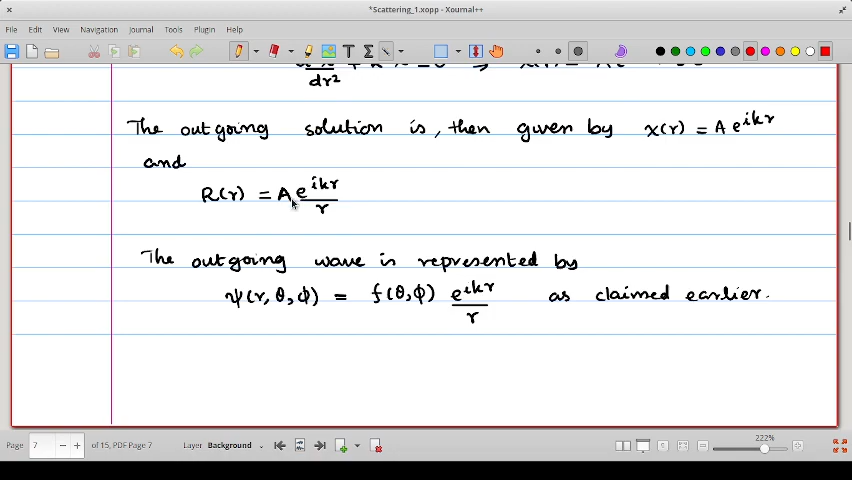 *Scattering_1.xopp - Xournal++
File Edit View Navigation Journal Tools Plugin Help
dr²
The outgoing solution is, then given by x(r) = A e^{ikr}
and
R(r) = A e^{ikr}/r
The outgoing wave is represented by
ψ(r, θ, φ) = f(θ, φ) e^{ikr}/r as claimed earlier.
Page 7 of 15, PDF Page 7 Layer Background 222%